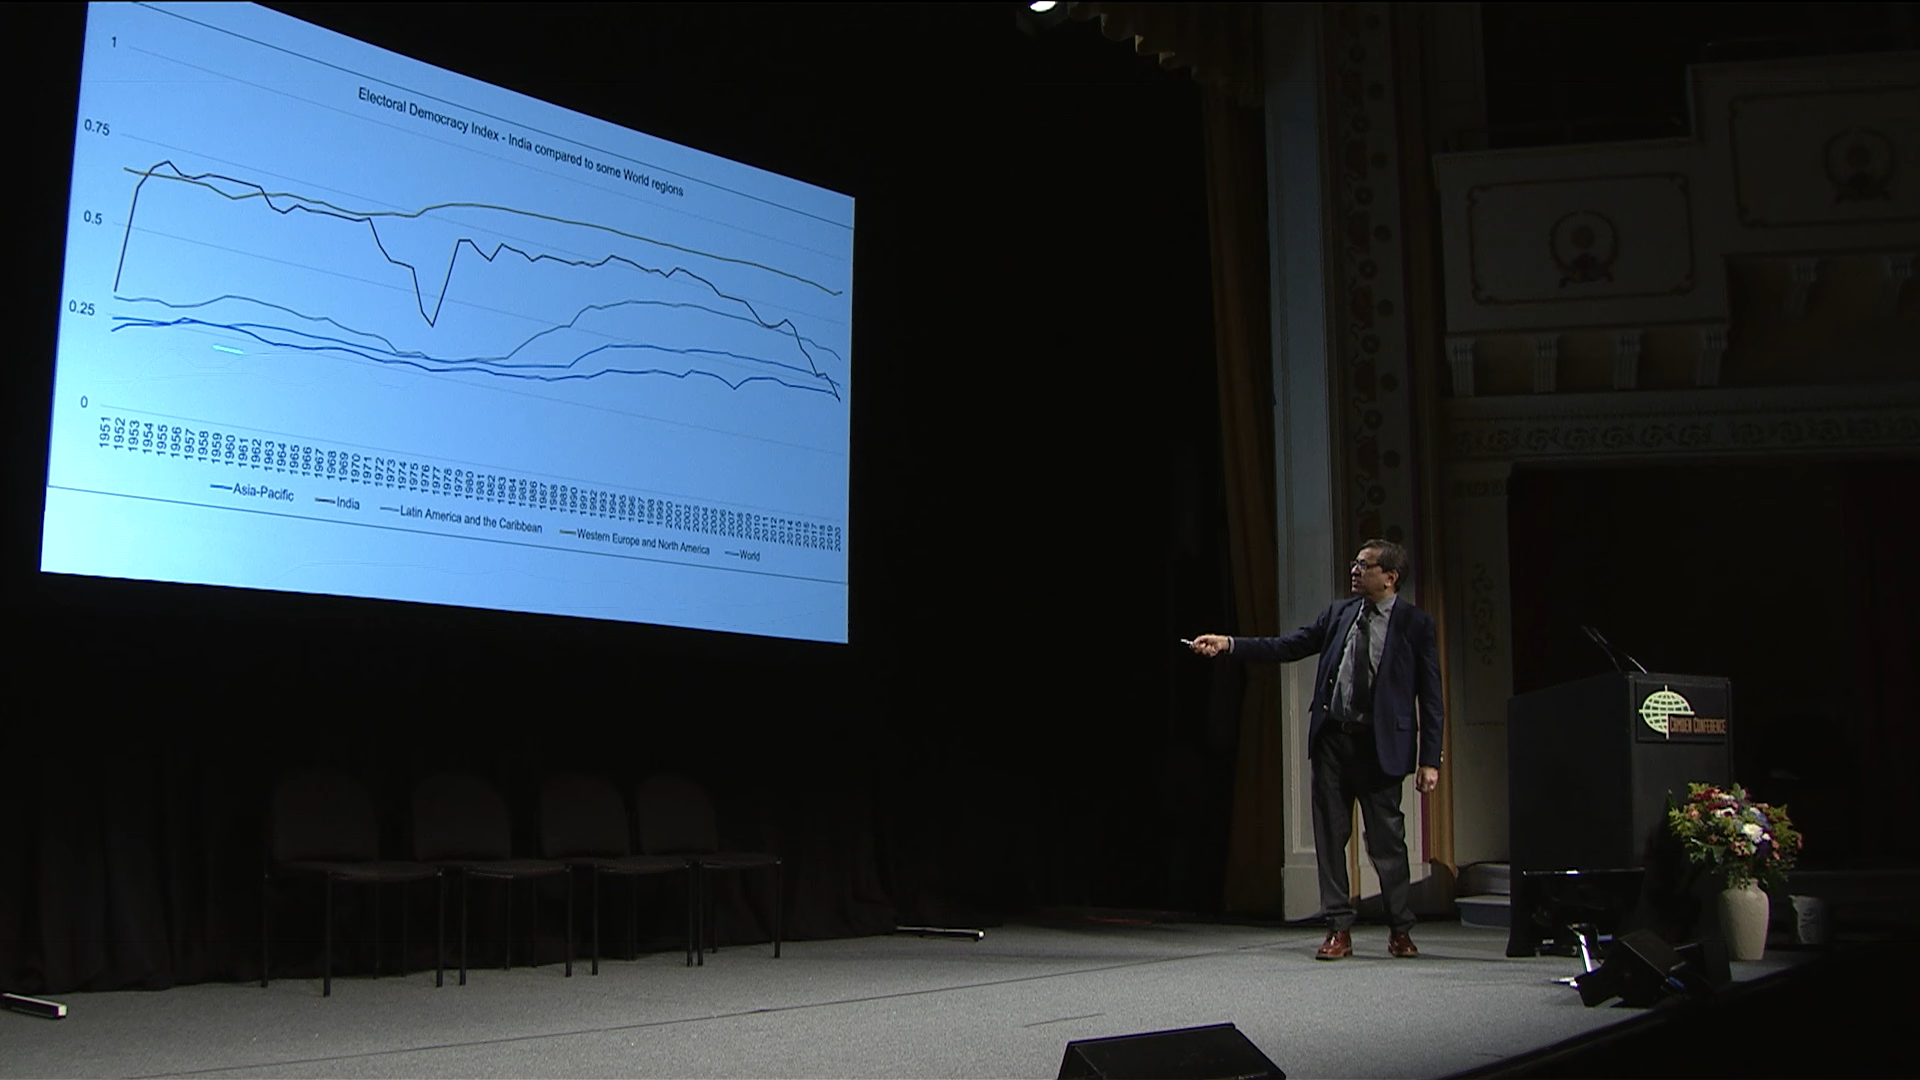 Electoral Democracy Index - India compared to some World regions
1
0.75
0.5
0.25
0
1951 1952 1953 1954 1955 1956 1957 1958 1959 1960 1961 1962 1963 1964 1965 1966 1967 1968 1969 1970 1971 1972 1973 1974 1975 1976 1977 1978 1979 1980 1981 1982 1983 1984 1985 1986 1987 1988 1989 1990 1991 1992 1993 1994 1995 1996 1997 1998 1999 2000 2001 2002 2003 2004 2005 2006 2007 2008 2009 2010 2011 2012 2013 2014 2015 2016 2017 2018 2019 2020
Asia-Pacific India Latin America and the Caribbean Western Europe and North America World
CAMDEN CONFERENCE